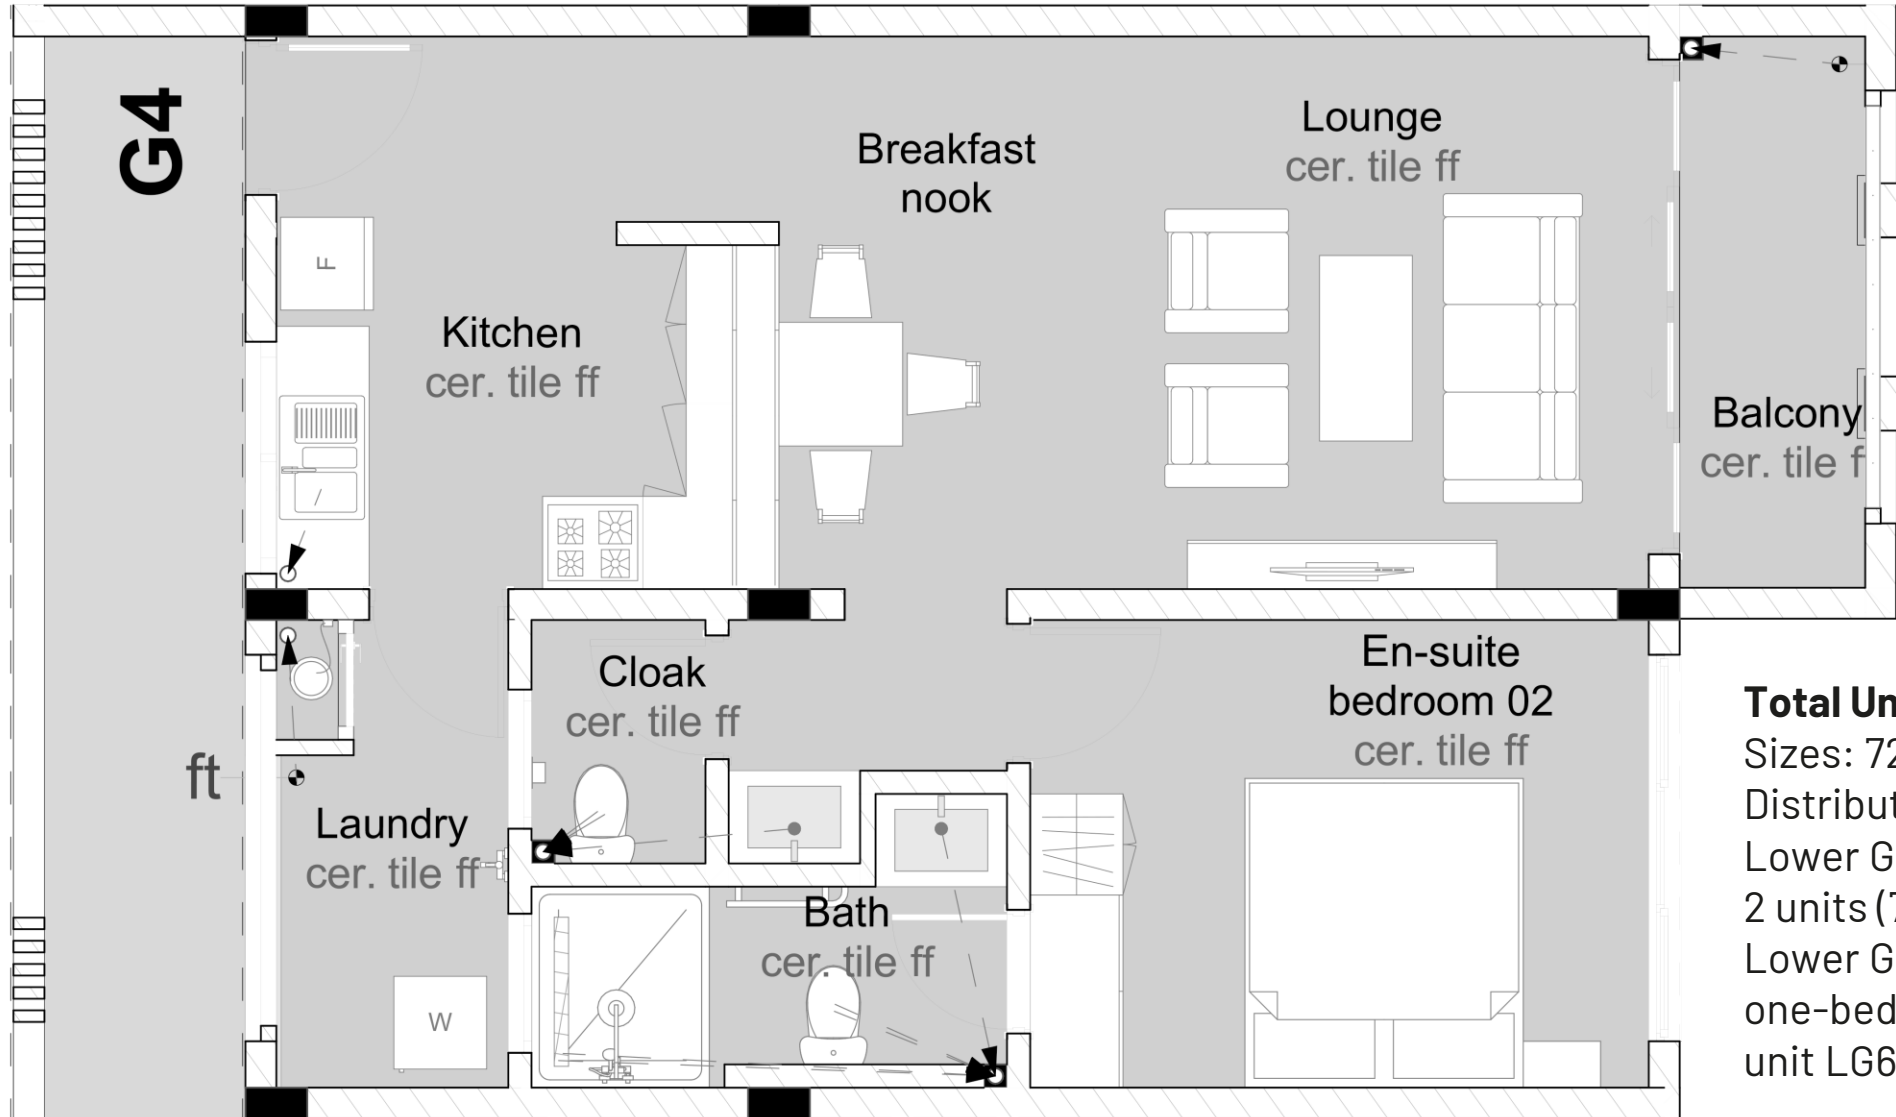 G4
Breakfast
nook
Lounge
cer. tile ff
F
Kitchen
cer. tile ff
Balcony
cer. tile f
Cloak
cer. tile ff
En-suite
bedroom 02
cer. tile ff
ft
Laundry
cer. tile ff
Bath
cer. tile ff
W
Total Un
Sizes: 72
Distribut
Lower G
2 units (7
Lower G
one-bed
unit LG6